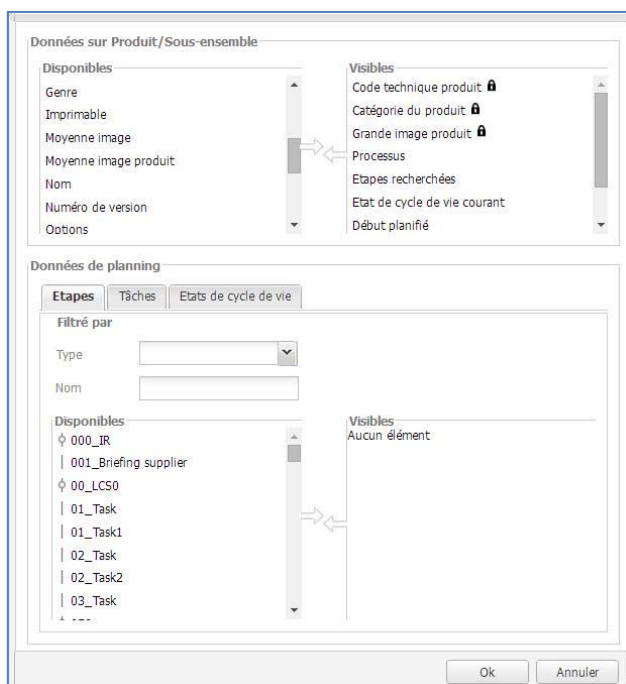 Données sur Produit/Sous-ensemble
Disponibles
Genre
Imprimable
Moyenne image
Moyenne image produit
Nom
Numéro de version
Options
Visibles
Code technique produit
Catégorie du produit
Grande image produit
Processus
Etapes recherchées
Etat de cycle de vie courant
Début planifié
Données de planning
Etapes Tâches Etats de cycle de vie
Filtré par
Type
Nom
Disponibles
000_IR
001_Briefing supplier
00_LCS0
01_Task
01_Task1
02_Task
02_Task2
03_Task
Visibles
Aucun élément
Ok Annuler